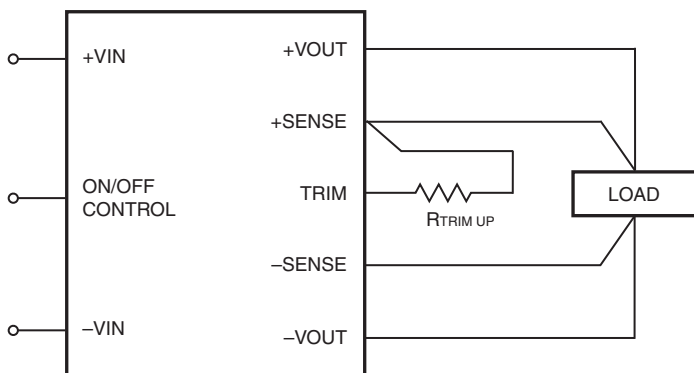 +VIN
ON/OFF
CONTROL
–VIN
+VOUT
+SENSE
TRIM
–SENSE
–VOUT
RTRIM UP
LOAD